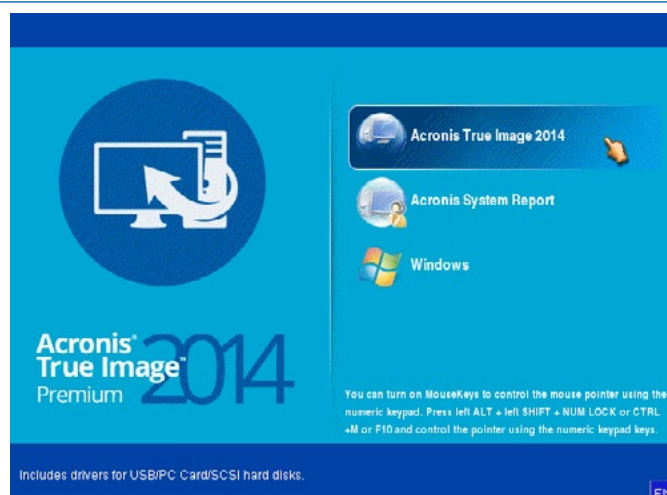 Acronis True Image 2014
Acronis System Report
Windows
Acronis®
True Image™
Premium 2014
You can turn on MouseKeys to control the mouse pointer using the
numeric keypad. Press left ALT + left SHIFT + NUM LOCK or CTRL
+M or F10 and control the pointer using the numeric keypad keys.
Includes drivers for USB/PC Card/SCSI hard disks.